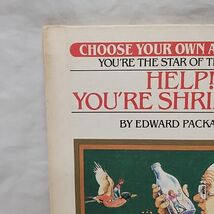 CHOOSE YOUR OWN A
YOU'RE THE STAR OF T
HELP!
YOU'RE SHRI
BY EDWARD PACKA